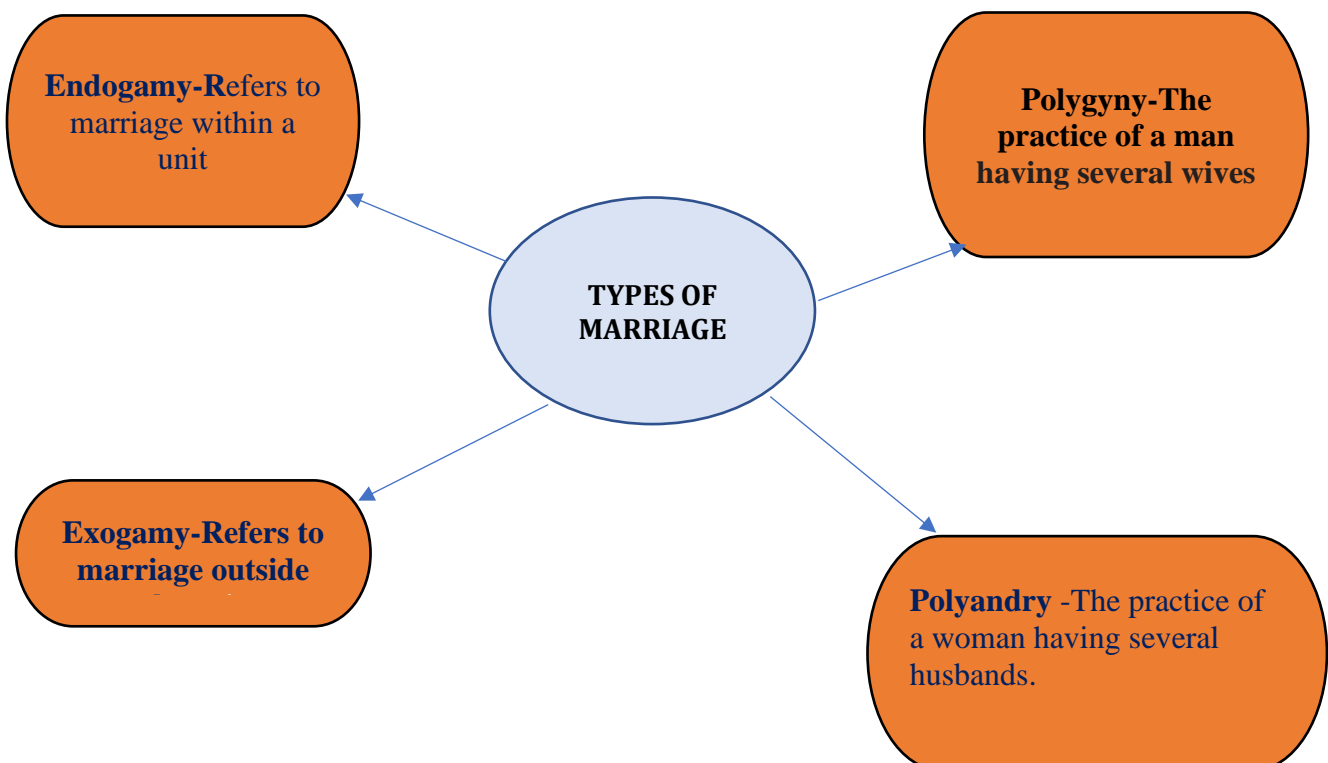 Endogamy-Refers to
marriage within a
unit
Polygyny-The
practice of a man
having several wives
TYPES OF
MARRIAGE
Exogamy-Refers to
marriage outside
Polyandry -The practice of
a woman having several
husbands.